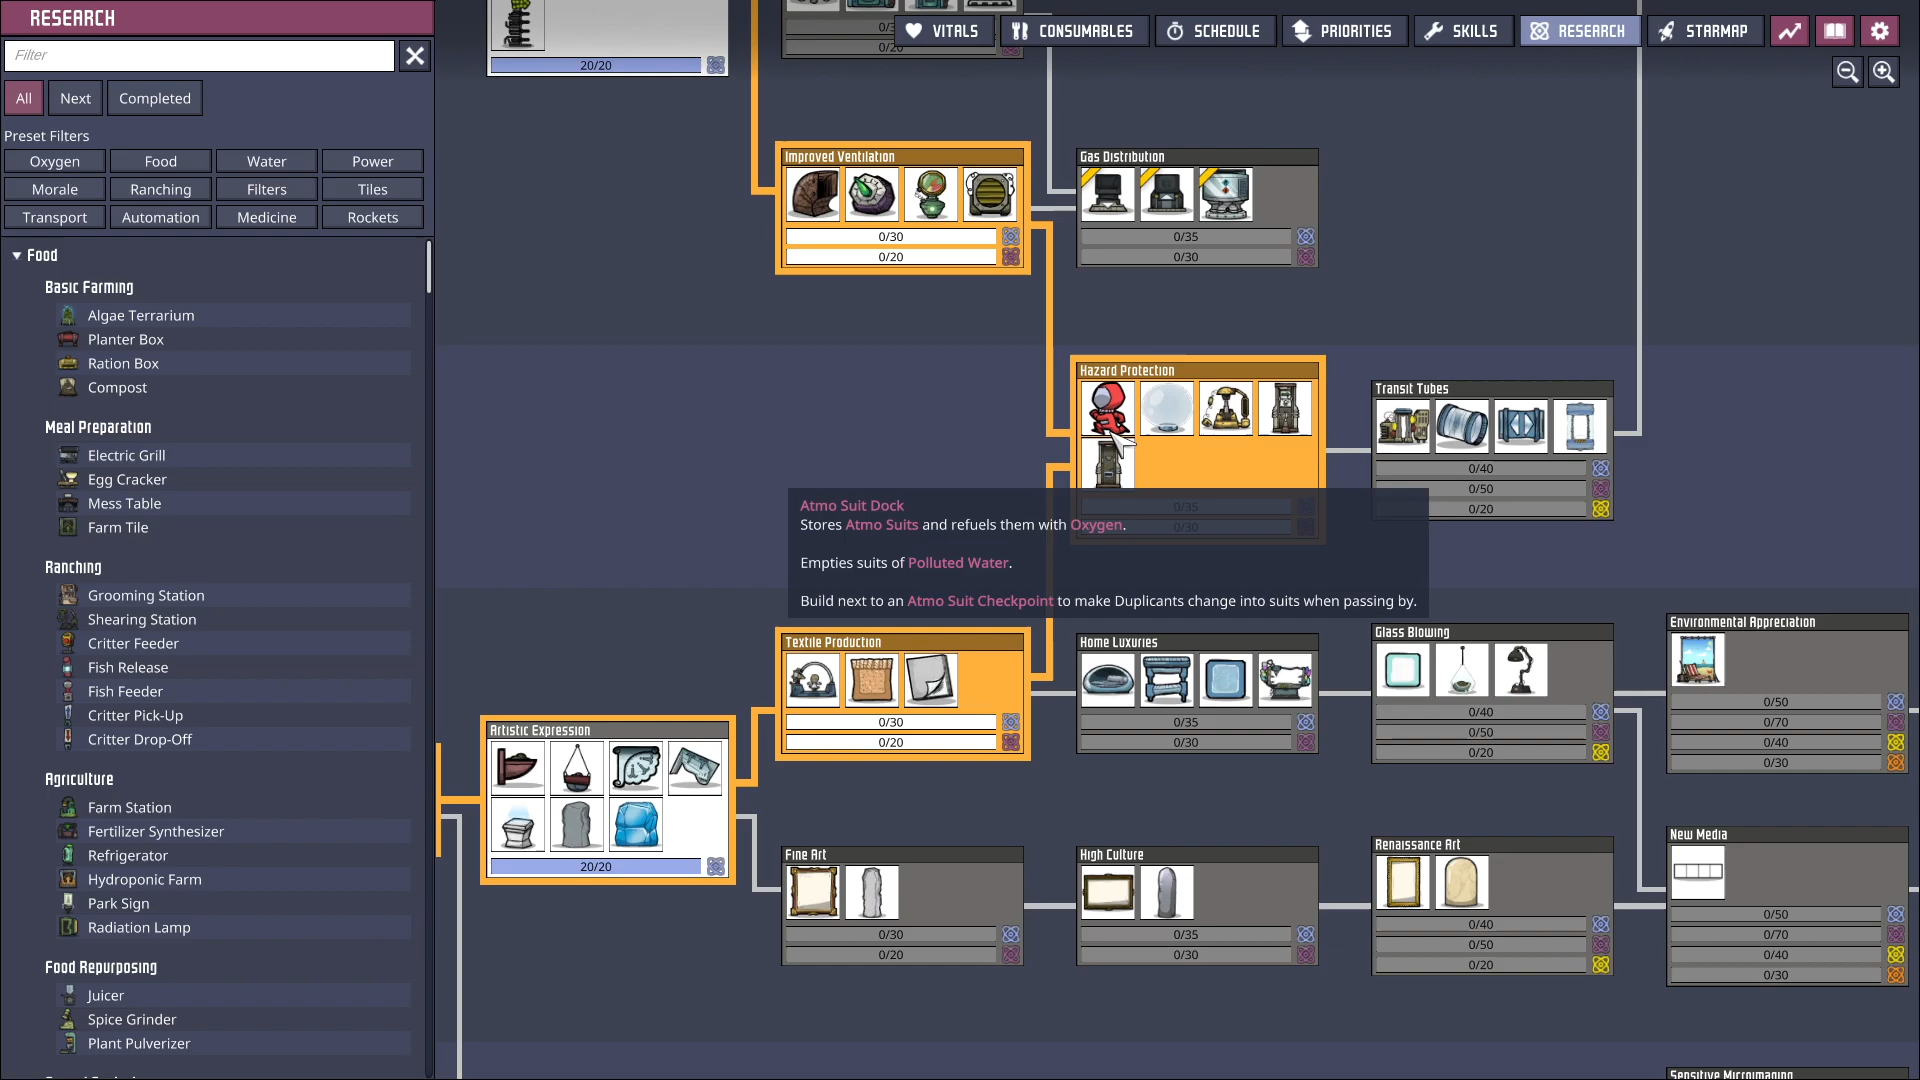 RESEARCH
Filter
All
Next
Completed
Preset Filters
Oxygen
Food
Water
Power
Morale
Ranching
Filters
Tiles
Transport
Automation
Medicine
Rockets
Food
Basic Farming
Algae Terrarium
Planter Box
Ration Box
Compost
Meal Preparation
Electric Grill
Egg Cracker
Mess Table
Farm Tile
Ranching
Grooming Station
Shearing Station
Critter Feeder
Fish Release
Fish Feeder
Critter Pick-Up
Critter Drop-Off
Agriculture
Farm Station
Fertilizer Synthesizer
Refrigerator
Hydroponic Farm
Park Sign
Radiation Lamp
Food Repurposing
Juicer
Spice Grinder
Plant Pulverizer
VITALS
CONSUMABLES
SCHEDULE
PRIORITIES
SKILLS
RESEARCH
STARMAP
20/20
0/20
Improved Ventilation
0/30
0/20
Gas Distribution
0/35
0/30
Hazard Protection
0/35
0/30
Transit Tubes
0/40
0/50
0/20
Atmo Suit Dock
Stores Atmo Suits and refuels them with Oxygen.
Empties suits of Polluted Water.
Build next to an Atmo Suit Checkpoint to make Duplicants change into suits when passing by.
Textile Production
0/30
0/20
Home Luxuries
0/35
0/30
Glass Blowing
0/40
0/50
0/20
Environmental Appreciation
0/50
0/70
0/40
0/30
Artistic Expression
20/20
Fine Art
0/30
0/20
High Culture
0/35
0/30
Renaissance Art
0/40
0/50
0/20
New Media
0/50
0/70
0/40
0/30
Sensitive Microimaging